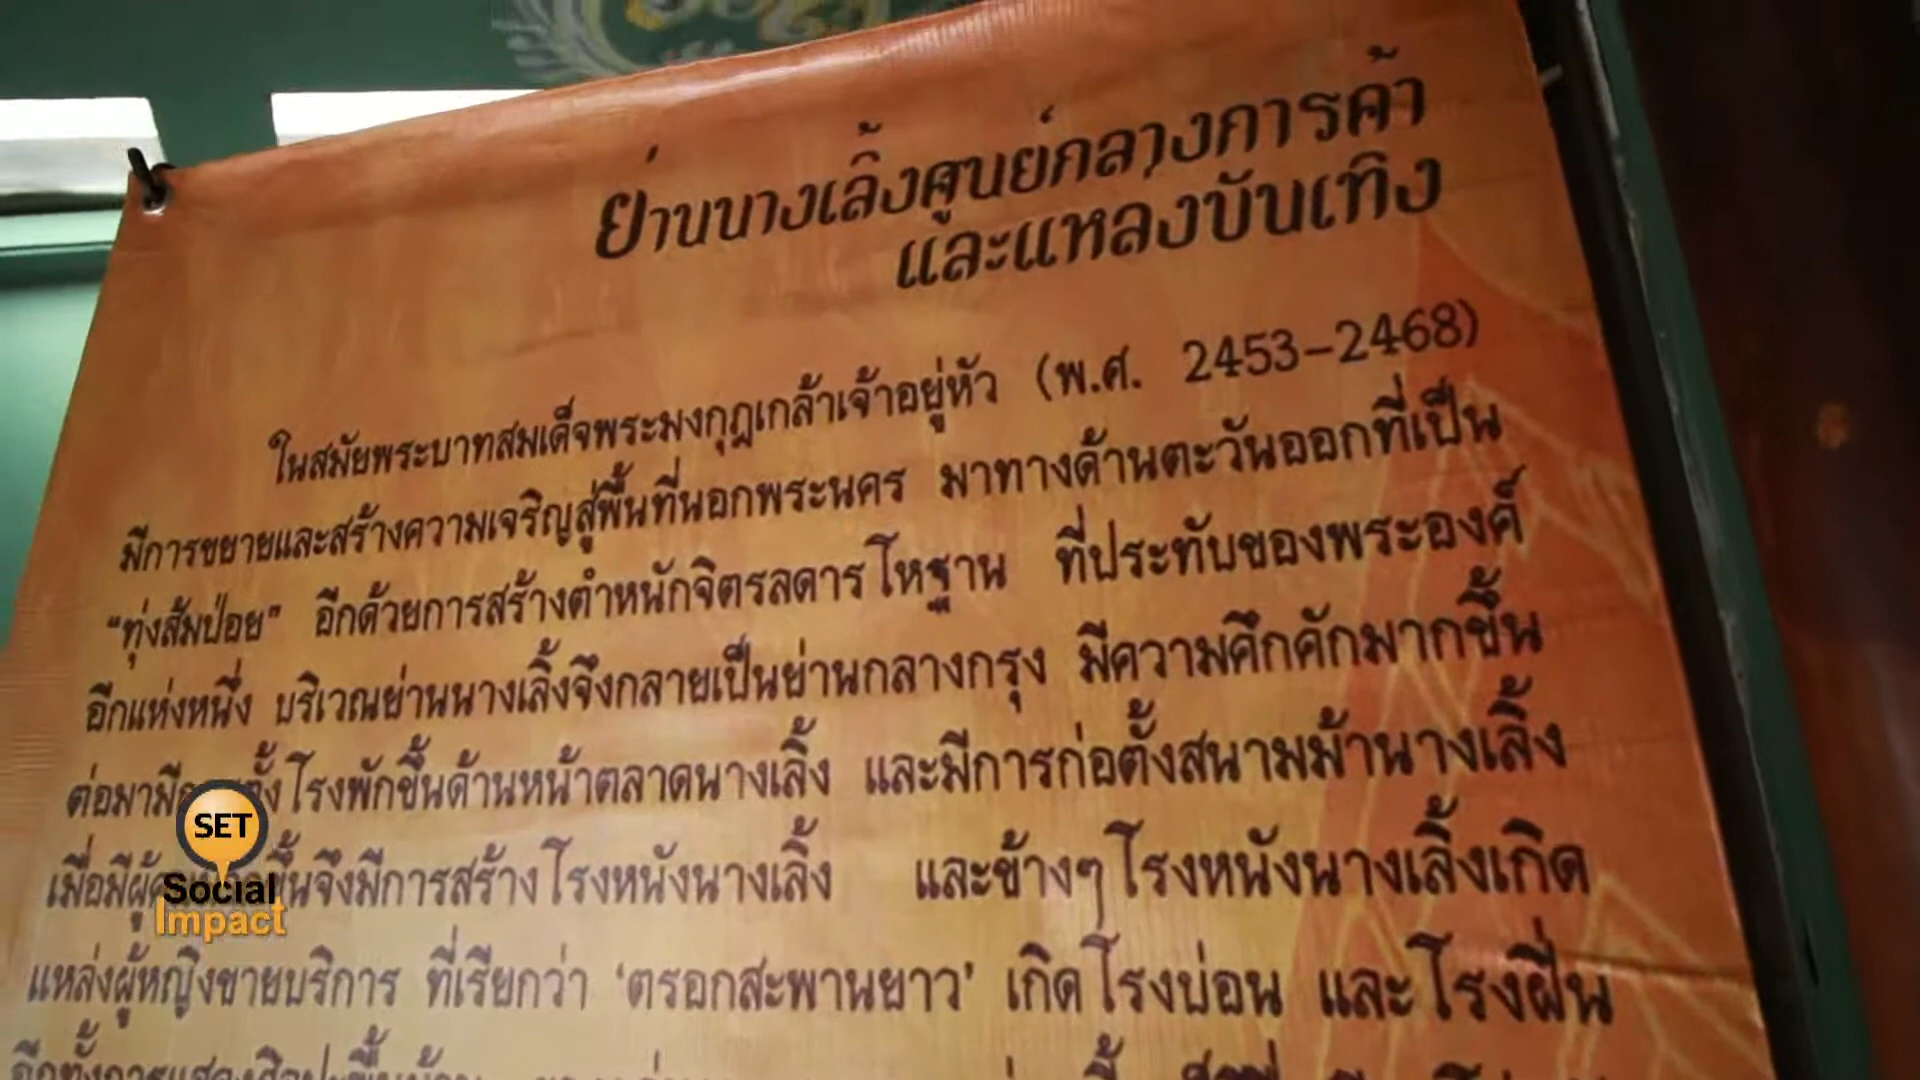 ย่านนางเลิ้งศูนย์กลางการค้า
และแหล่งบันเทิง
ในสมัยพระบาทสมเด็จพระมงกุฎเกล้าเจ้าอยู่หัว (พ.ศ. 2453-2468)
มีการขยายและสร้างความเจริญสู่พื้นที่นอกพระนคร มาทางด้านตะวันออกที่เป็น
"ทุ่งส้มป่อย" อีกด้วยการสร้างตำหนักจิตรลดารโหฐาน ที่ประทับของพระองค์
อีกแห่งหนึ่ง บริเวณย่านนางเลิ้งจึงกลายเป็นย่านกลางกรุง มีความคึกคักมากขึ้น
ต่อมามี ตั้งโรงพักขึ้นด้านหน้าตลาดนางเลิ้ง และมีการก่อตั้งสนามม้านางเลิ้ง
เมื่อมีผู้ ขึ้นจึงมีการสร้างโรงหนังนางเลิ้ง และข้างๆโรงหนังนางเลิ้งเกิด
แหล่งผู้หญิงขายบริการ ที่เรียกว่า 'ตรอกสะพานยาว' เกิดโรงบ่อน และโรงฝิ่น
อีกทั้งการแสดงศิลปะพื้นบ้าน
SET
Social
Impact